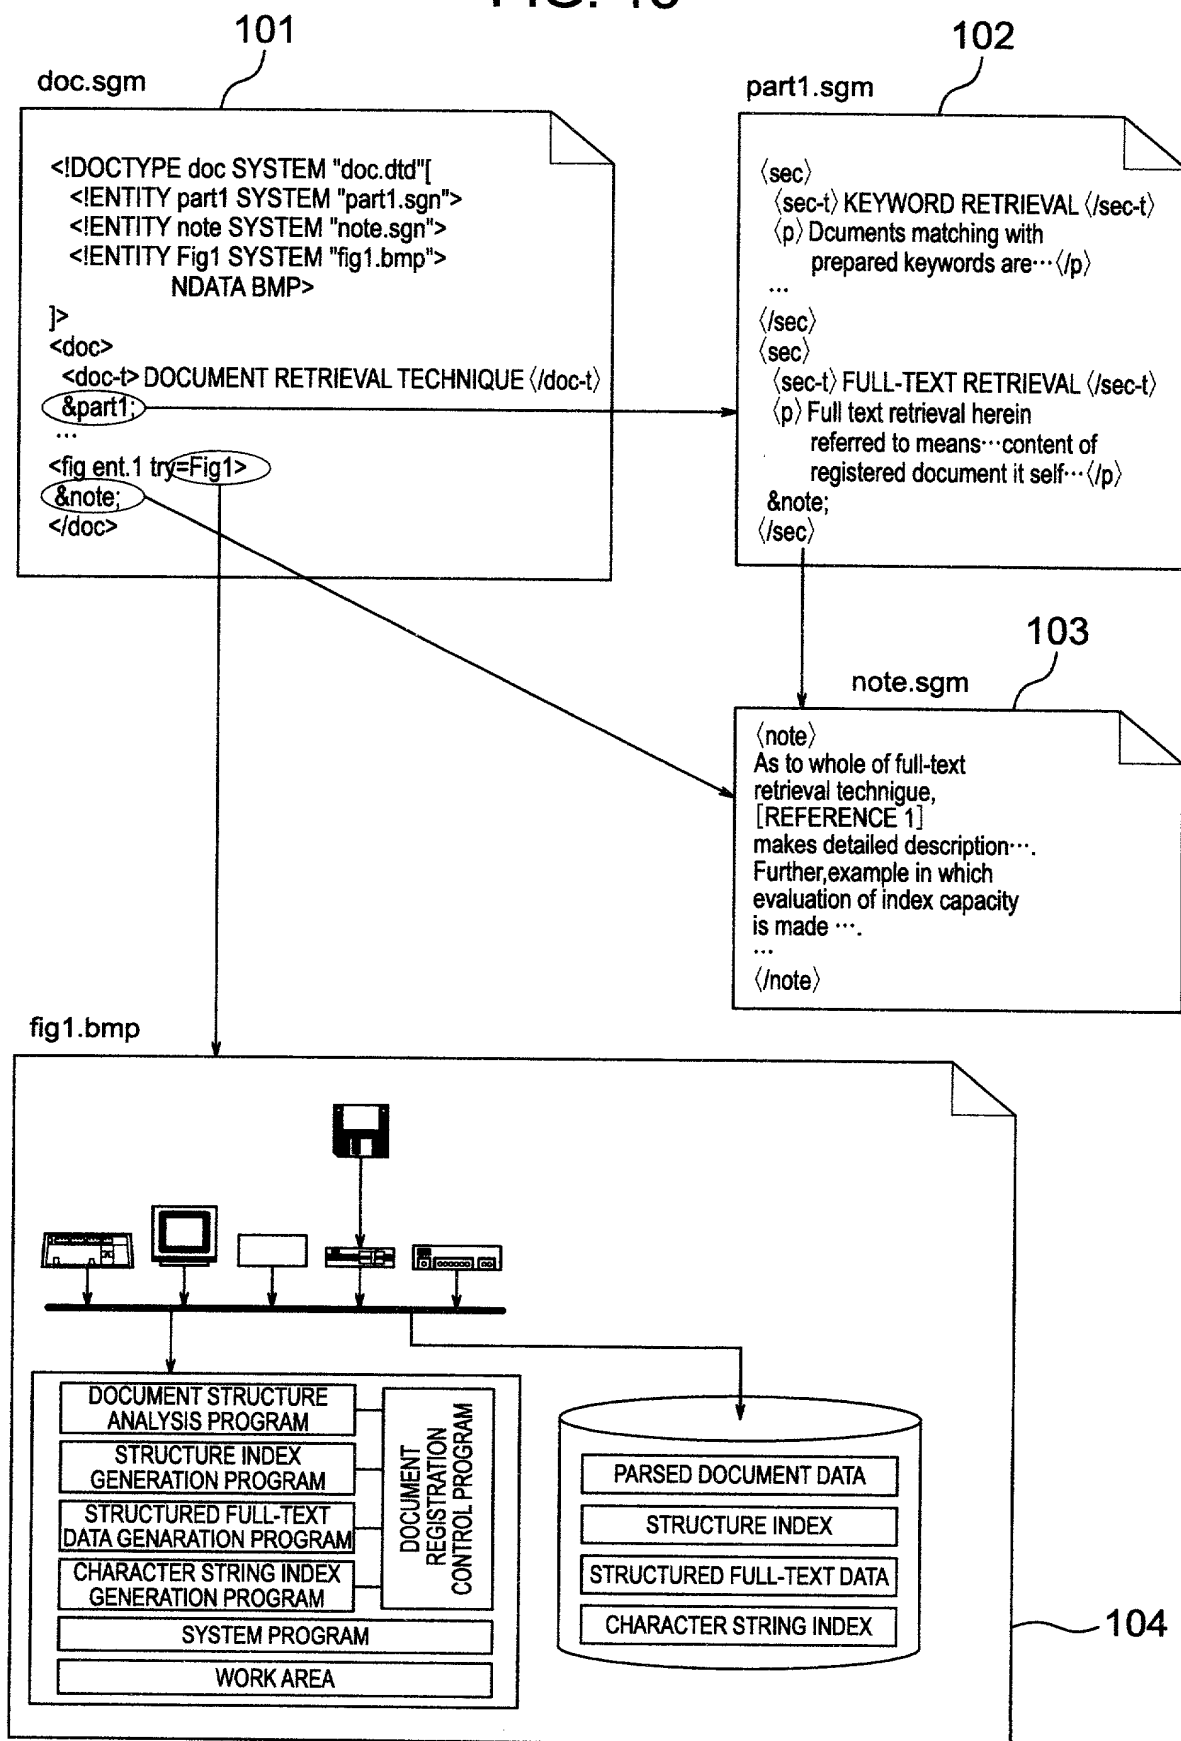 101
doc.sgm
<!DOCTYPE doc SYSTEM "doc.dtd"[
<!ENTITY part1 SYSTEM "part1.sgn">
<!ENTITY note SYSTEM "note.sgn">
<!ENTITY Fig1 SYSTEM "fig1.bmp">
NDATA BMP>
]>
<doc>
<doc-t> DOCUMENT RETRIEVAL TECHNIQUE 〈/doc-t〉
&part1;
…
<fig ent.1 try=Fig1>
&note;
</doc>
102
part1.sgm
〈sec〉
〈sec-t〉 KEYWORD RETRIEVAL 〈/sec-t〉
〈p〉 Dcuments matching with
prepared keywords are…〈/p〉
…
〈/sec〉
〈sec〉
〈sec-t〉 FULL-TEXT RETRIEVAL 〈/sec-t〉
〈p〉 Full text retrieval herein
referred to means…content of
registered document it self…〈/p〉
&note;
〈/sec〉
103
note.sgm
〈note〉
As to whole of full-text
retrieval technigue,
[REFERENCE 1]
makes detailed description….
Further,example in which
evaluation of index capacity
is made ….
…
〈/note〉
fig1.bmp
DOCUMENT STRUCTURE
ANALYSIS PROGRAM
STRUCTURE INDEX
GENERATION PROGRAM
STRUCTURED FULL-TEXT
DATA GENARATION PROGRAM
CHARACTER STRING INDEX
GENERATION PROGRAM
DOCUMENT
REGISTRATION
CONTROL PROGRAM
SYSTEM PROGRAM
WORK AREA
PARSED DOCUMENT DATA
STRUCTURE INDEX
STRUCTURED FULL-TEXT DATA
CHARACTER STRING INDEX
104